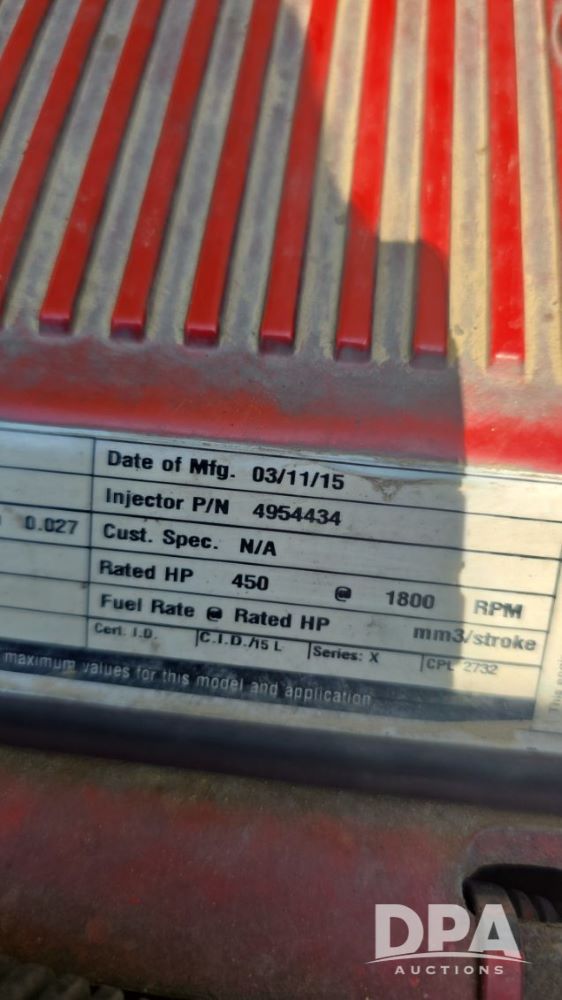 Date of Mfg. 03/11/15
Injector P/N 4954434
0.027
Cust. Spec. N/A
Rated HP 450 @ 1800 RPM
Fuel Rate @ Rated HP mm3/stroke
Cert. I.D. C.I.D./15 L Series: X CPL 2732
maximum values for this model and application
DPA
AUCTIONS